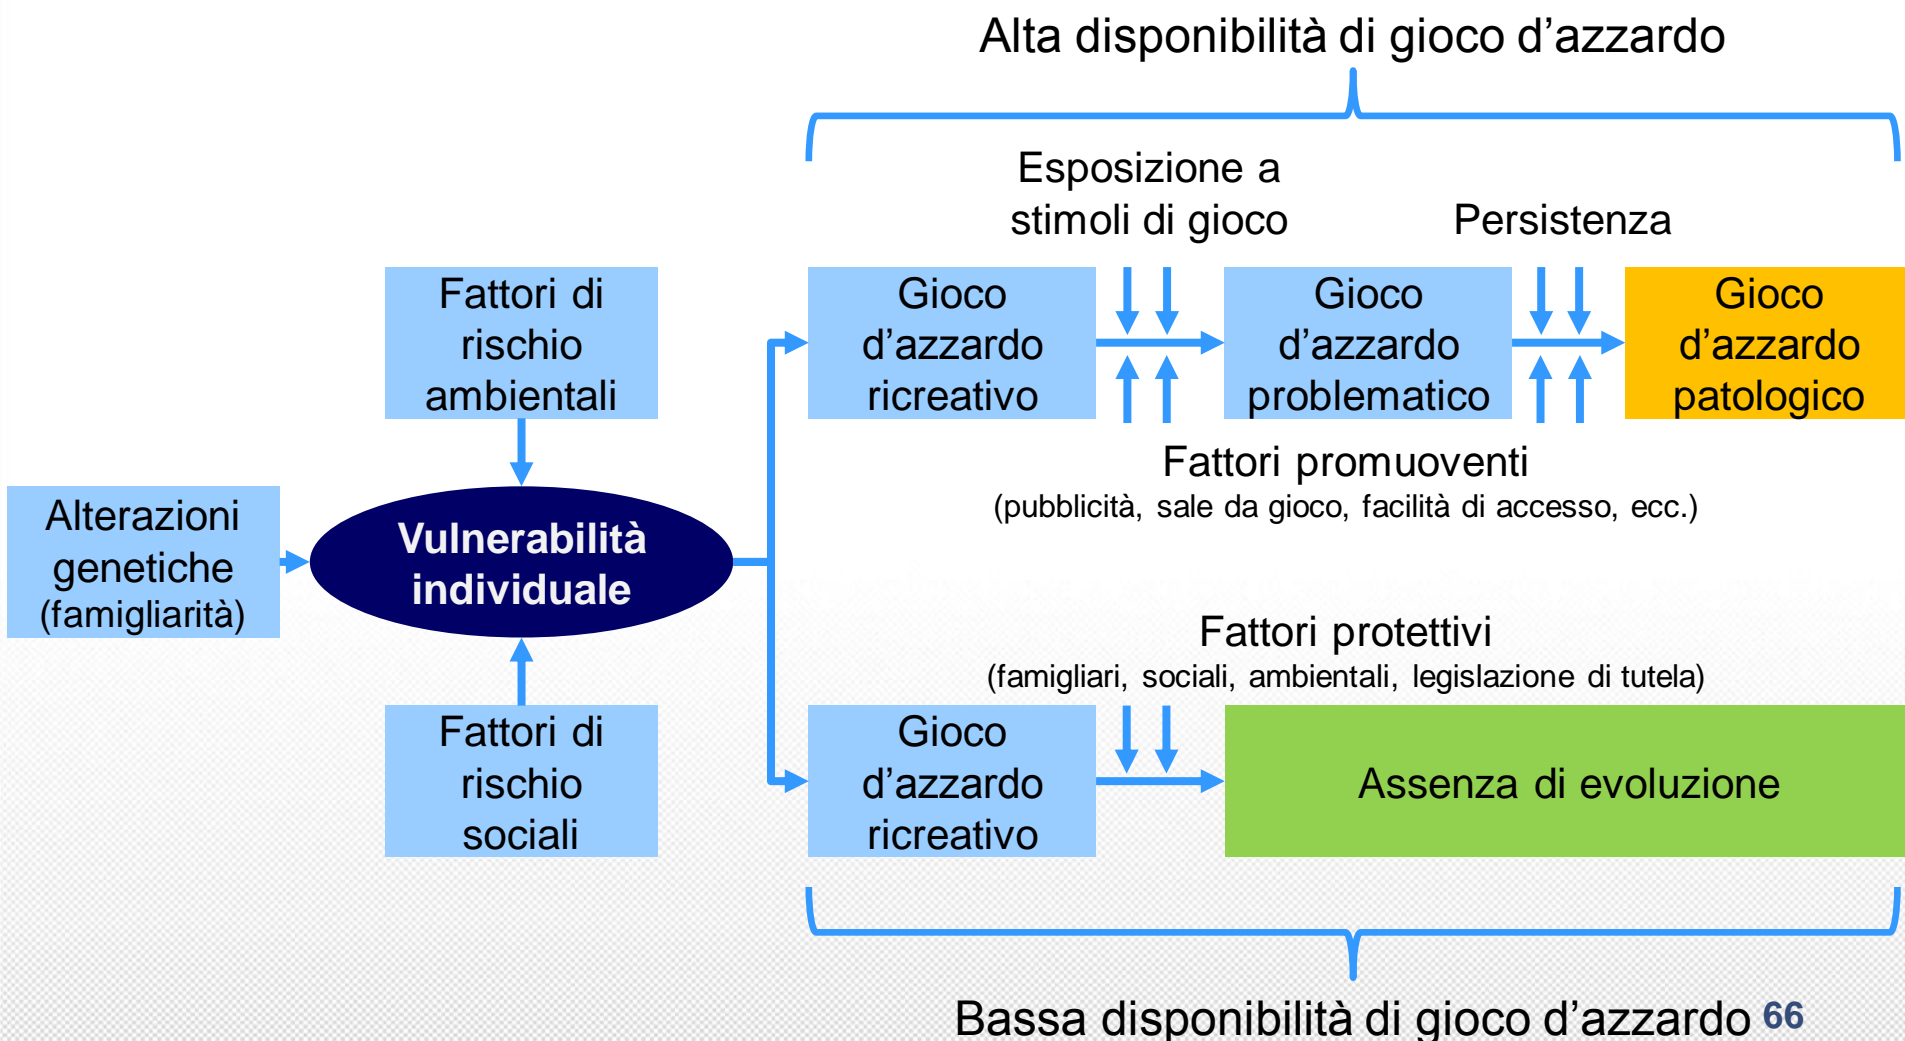 Alta disponibilità di gioco d’azzardo
Esposizione a
stimoli di gioco
Persistenza
Fattori di
rischio
ambientali
Gioco
d’azzardo
ricreativo
Gioco
d’azzardo
problematico
Gioco
d’azzardo
patologico
Fattori promuoventi
(pubblicità, sale da gioco, facilità di accesso, ecc.)
Alterazioni
genetiche
(famigliarità)
Vulnerabilità
individuale
Fattori protettivi
(famigliari, sociali, ambientali, legislazione di tutela)
Fattori di
rischio
sociali
Gioco
d’azzardo
ricreativo
Assenza di evoluzione
Bassa disponibilità di gioco d’azzardo
66